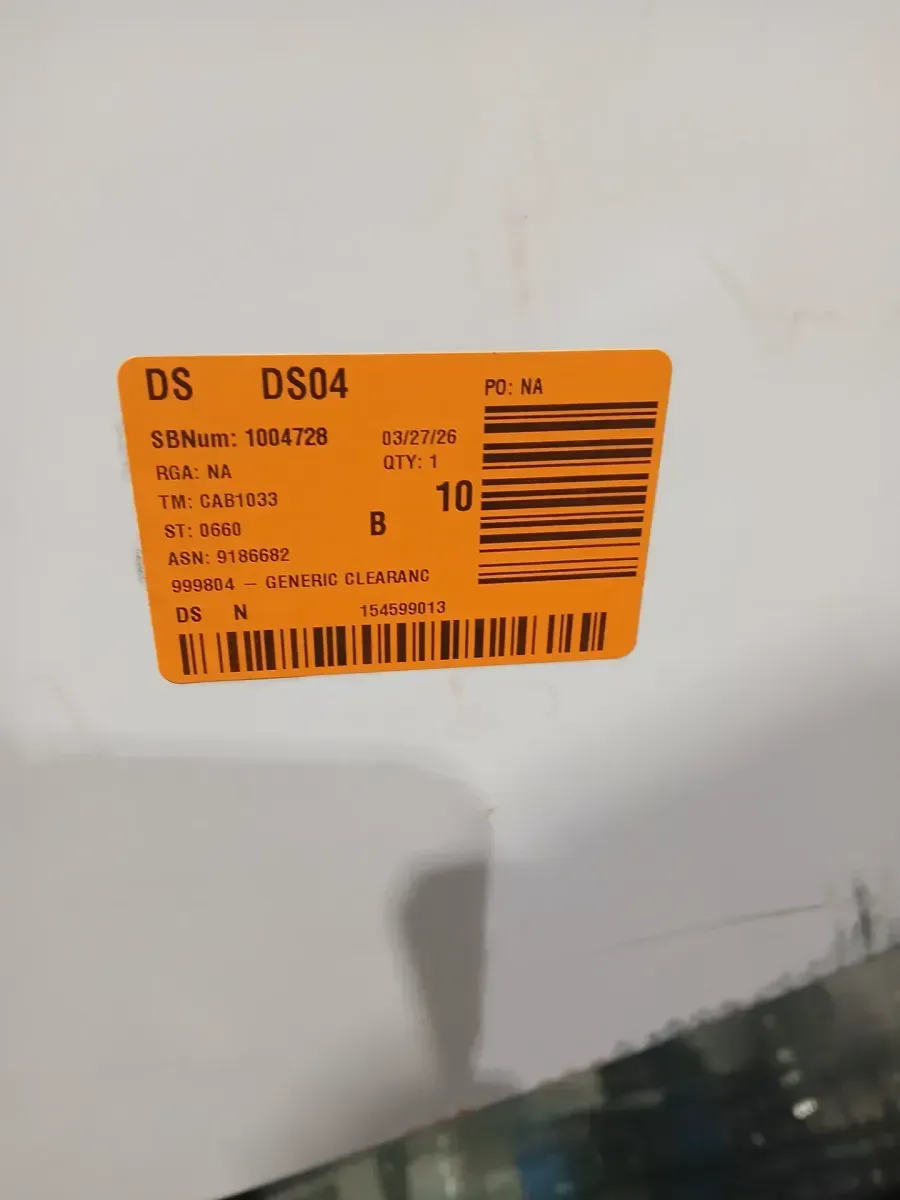 DS DS04
PO: NA
SBNum: 1004728 03/27/26
RGA: NA QTY: 1
TM: CAB1033 10
ST: 0660 B
ASN: 9186682
999804 – GENERIC CLEARANC
DS N 154599013